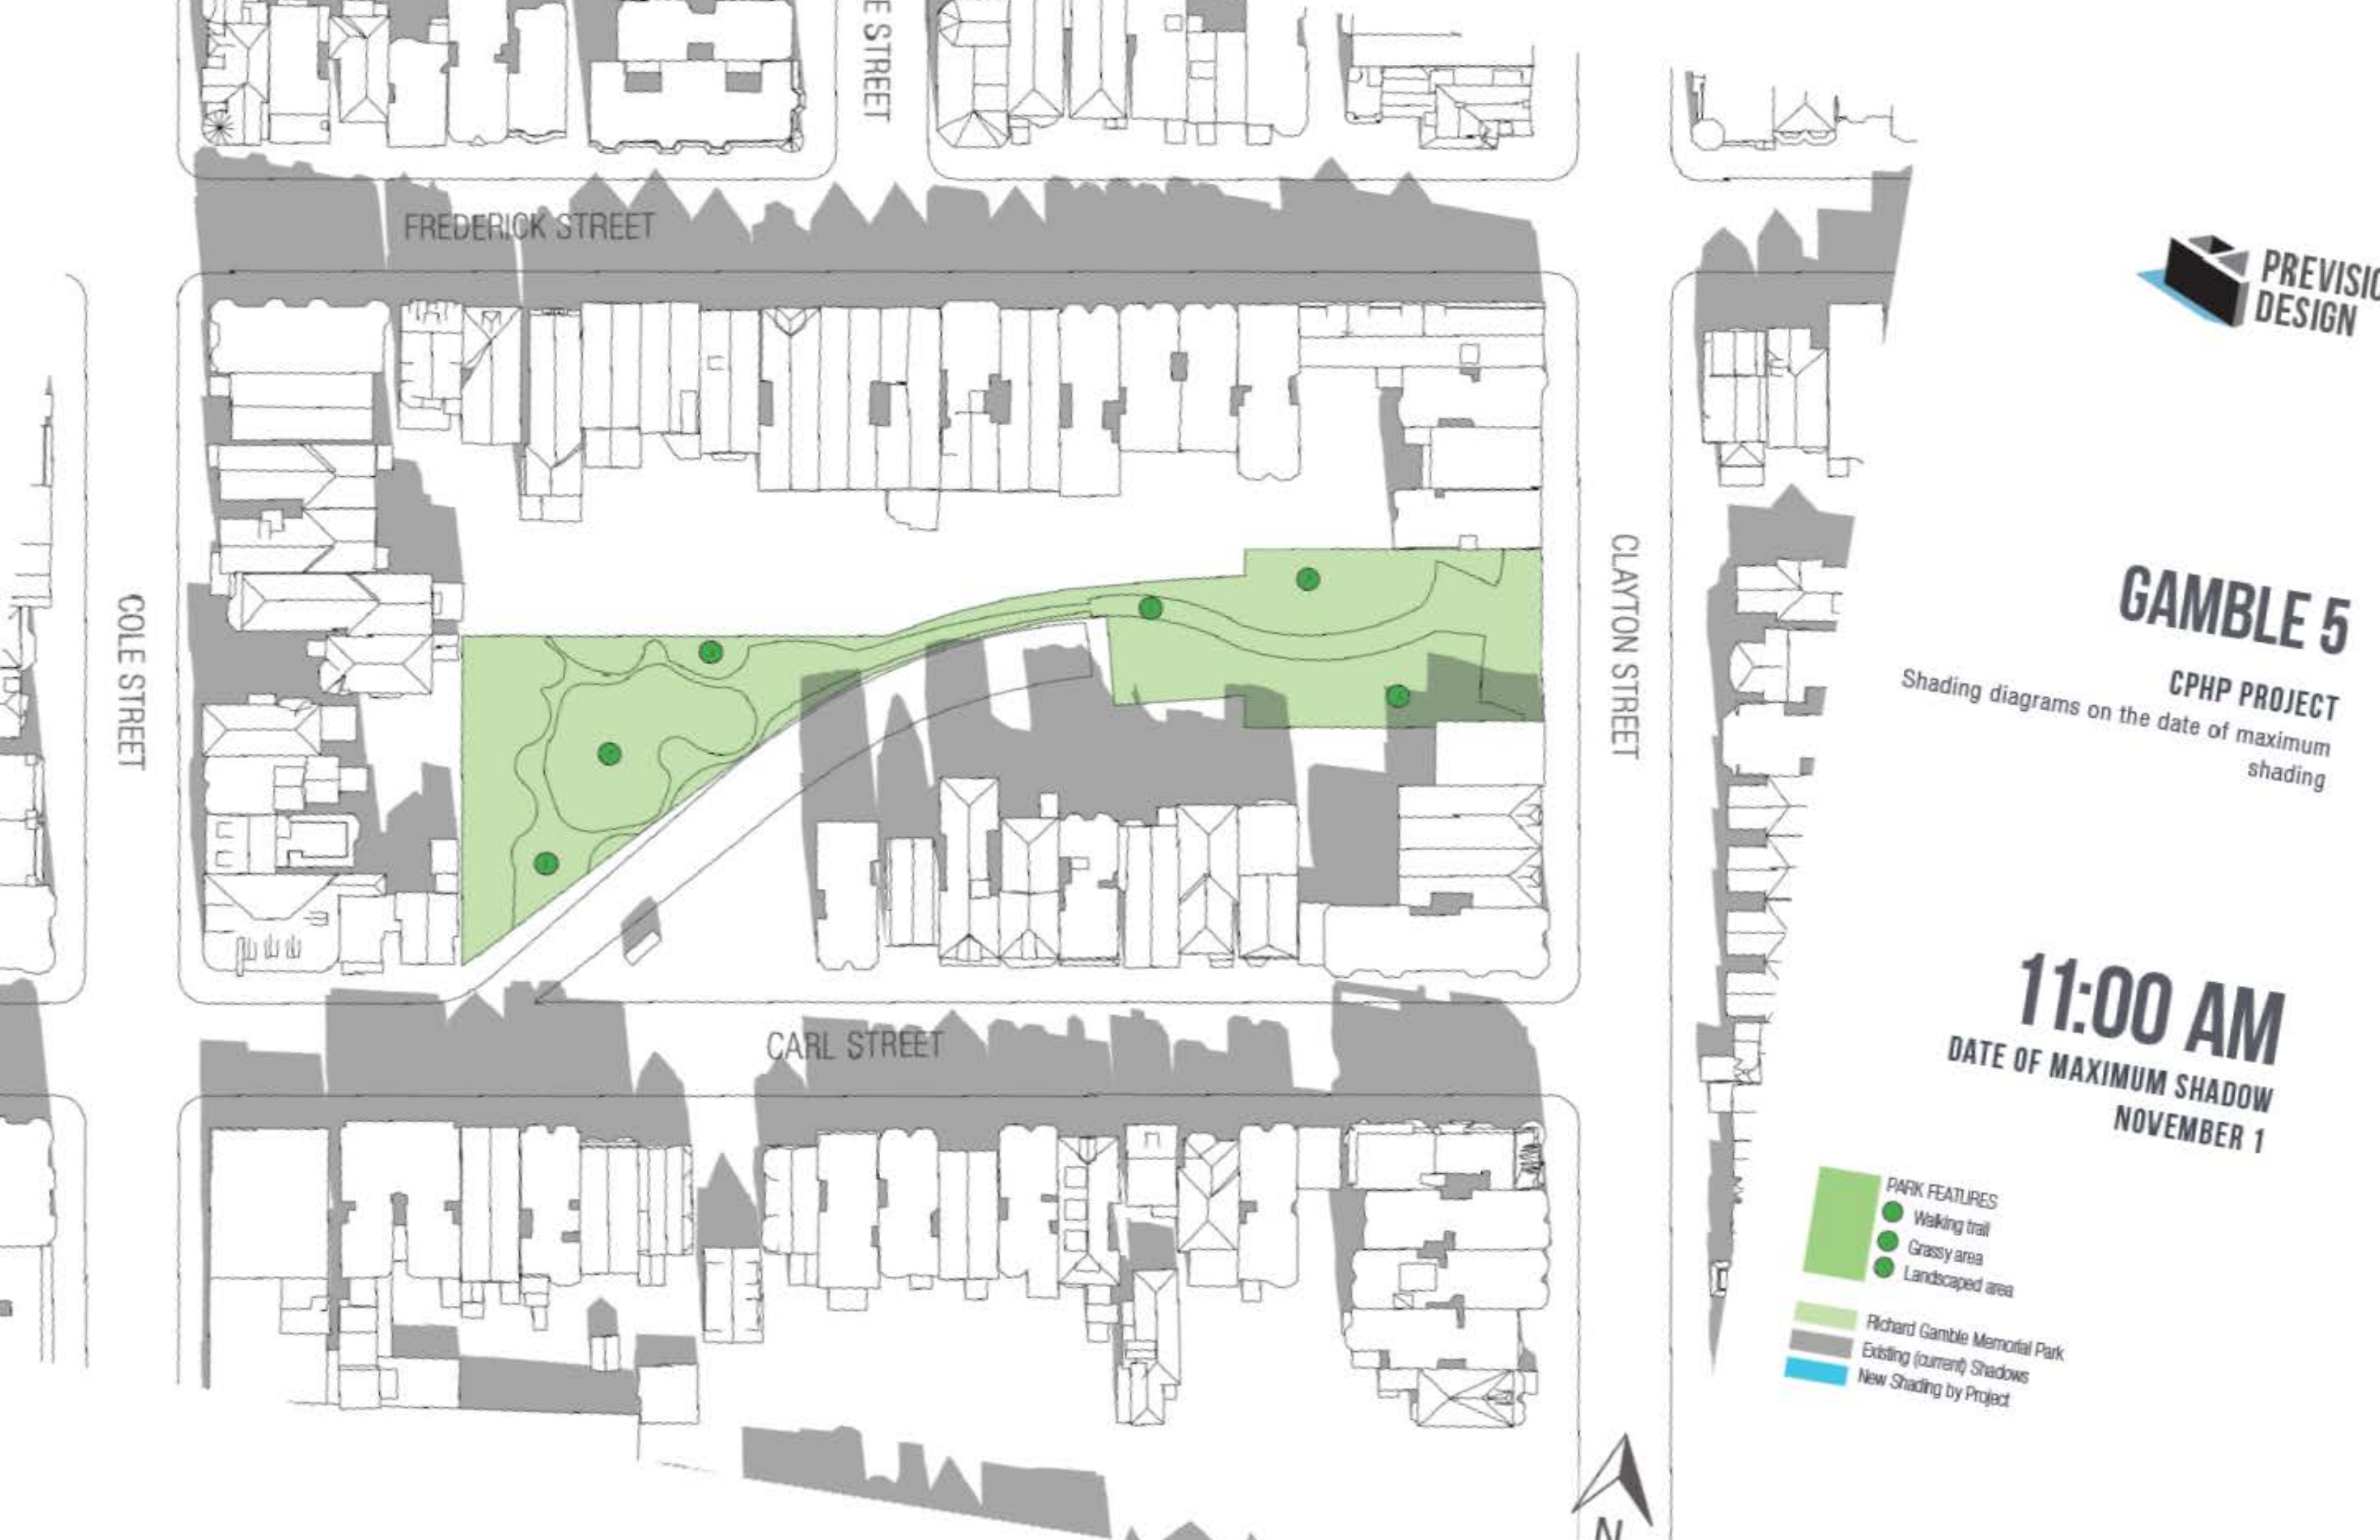 E STREET
FREDERICK STREET
COLE STREET
CLAYTON STREET
CARL STREET
PREVISIO
DESIGN
GAMBLE 5
CPHP PROJECT
Shading diagrams on the date of maximum
shading
11:00 AM
DATE OF MAXIMUM SHADOW
NOVEMBER 1
PARK FEATURES
Walking trail
Grassy area
Landscaped area
Richard Gamble Memorial Park
Existing (current) Shadows
New Shading by Project
N